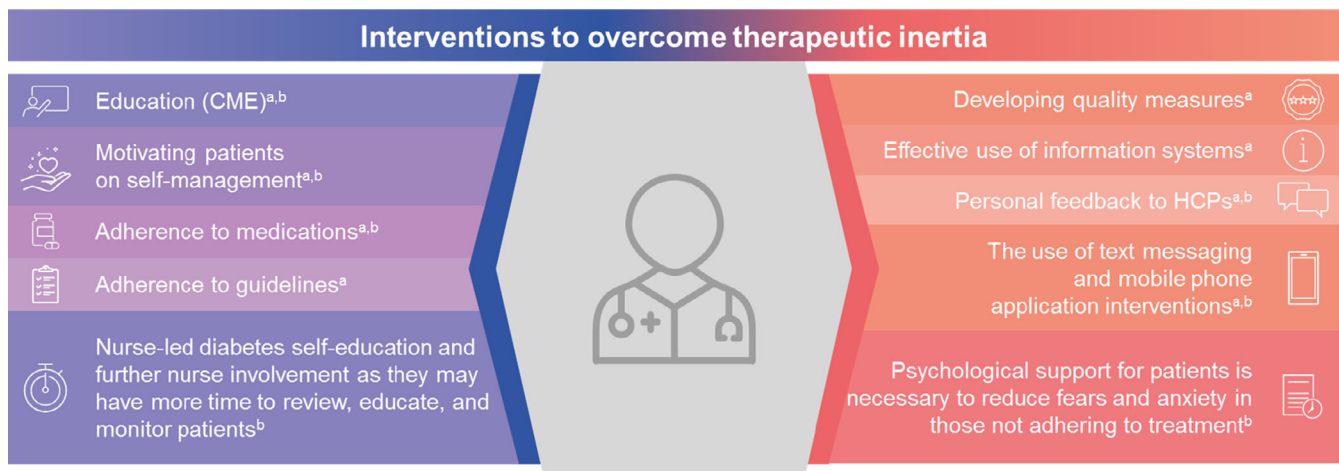 Interventions to overcome therapeutic inertia
Education (CME)a,b
Motivating patients
on self-managementa,b
Adherence to medicationsa,b
Adherence to guidelinesa
Nurse-led diabetes self-education and
further nurse involvement as they may
have more time to review, educate, and
monitor patientsb
Developing quality measuresa
Effective use of information systemsa
Personal feedback to HCPsa,b
The use of text messaging
and mobile phone
application interventionsa,b
Psychological support for patients is
necessary to reduce fears and anxiety in
those not adhering to treatmentb